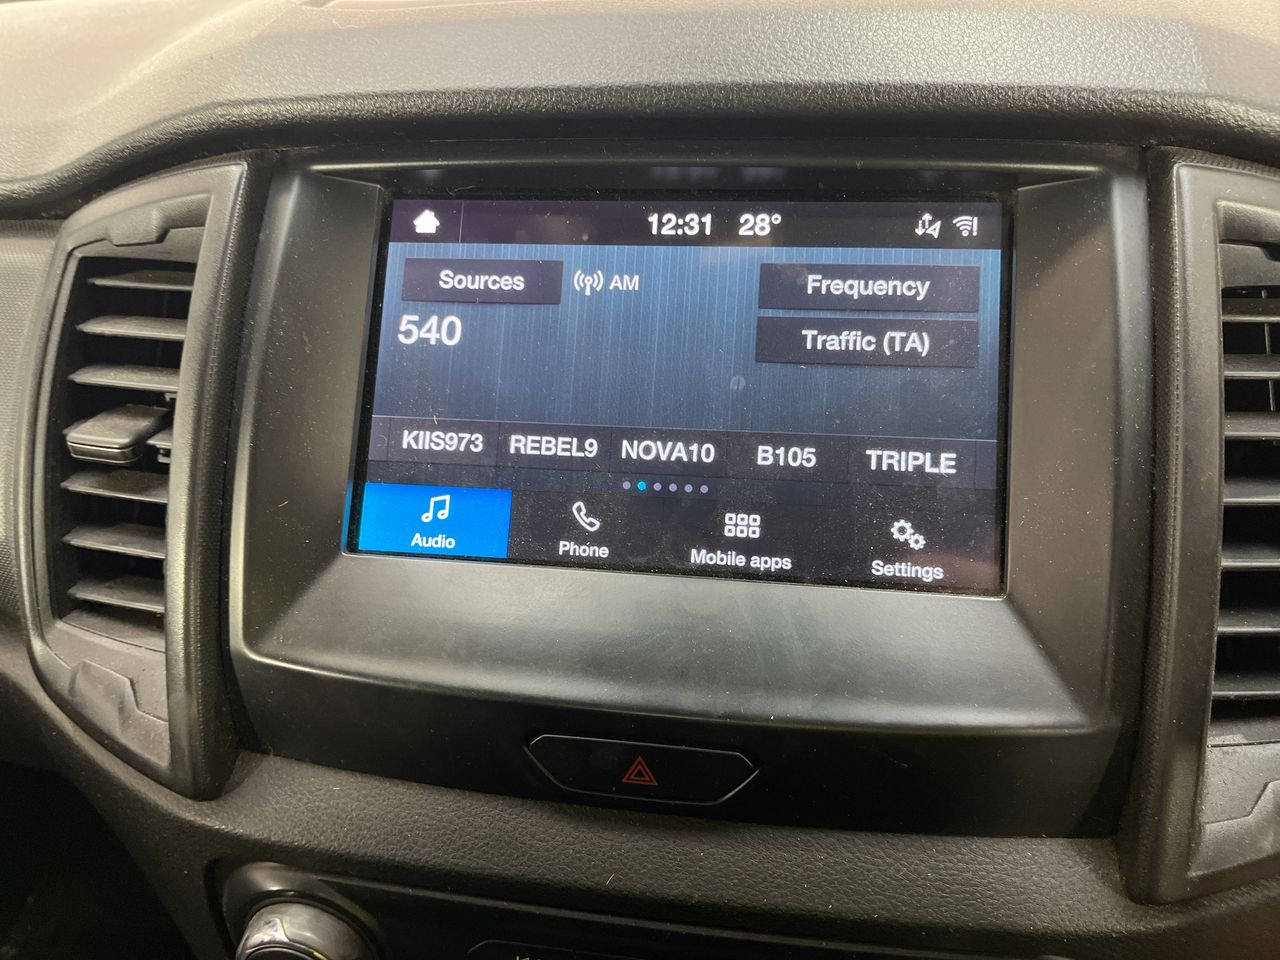 12:31 28°
Sources AM Frequency
540 Traffic (TA)
KIIS973 REBEL9 NOVA10 B105 TRIPLE
Audio Phone Mobile apps Settings